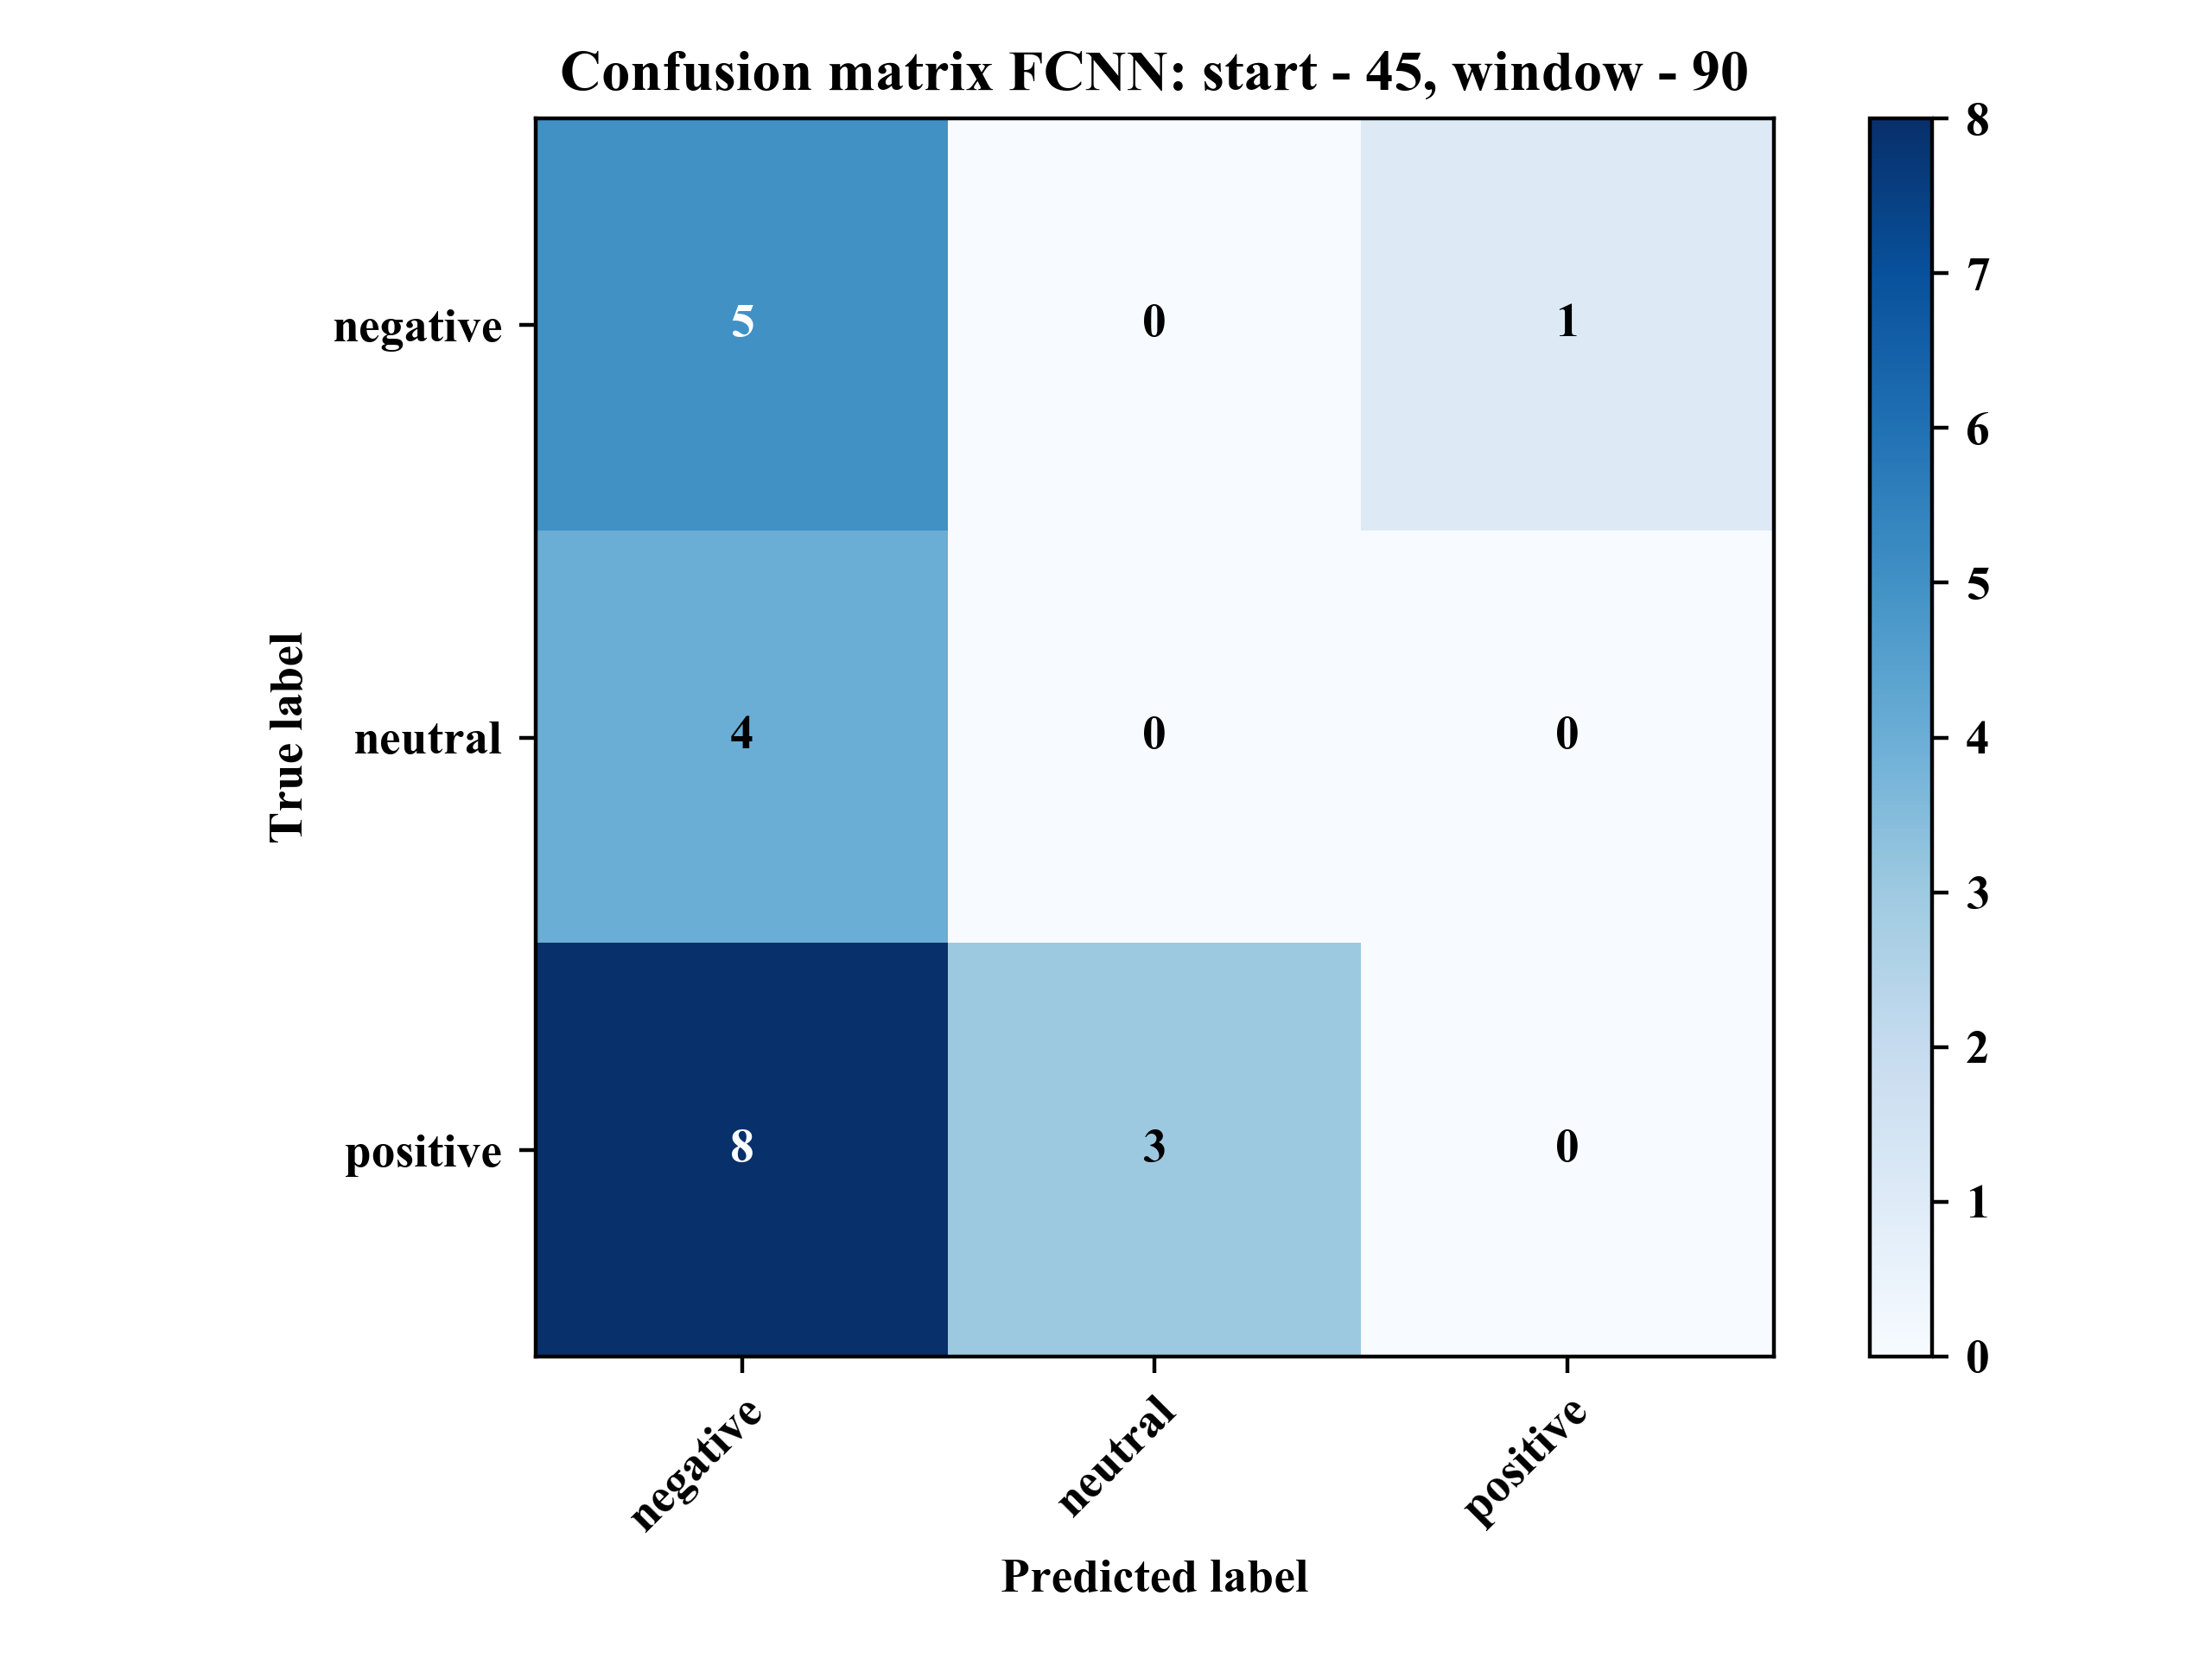 Confusion matrix FCNN: start - 45, window - 90
True label
negative
5
0
1
neutral
4
0
0
positive
8
3
0
negative
neutral
positive
Predicted label
8
7
6
5
4
3
2
1
0